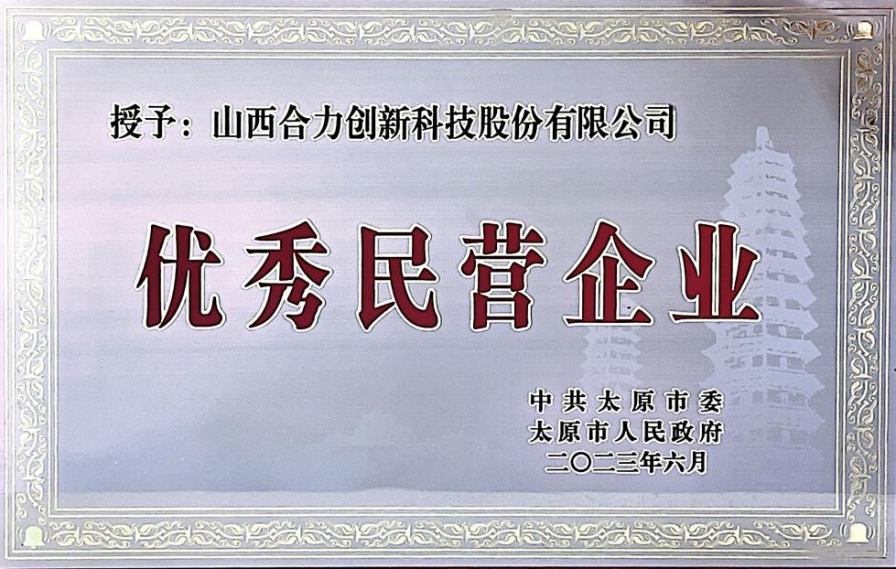 授予：山西合力创新科技股份有限公司
优秀民营企业
中共太原市委
太原市人民政府
二〇二三年六月